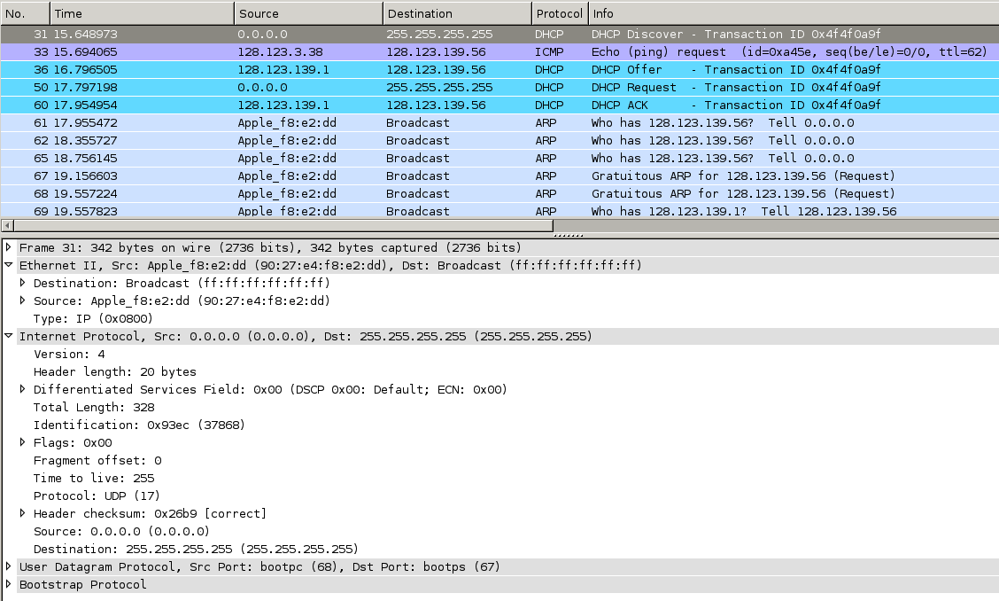 No. Time Source Destination Protocol Info
31 15.648973 0.0.0.0 255.255.255.255 DHCP DHCP Discover - Transaction ID 0x4f4f0a9f
33 15.694065 128.123.3.38 128.123.139.56 ICMP Echo (ping) request (id=0xa45e, seq(be/le)=0/0, ttl=62)
36 16.796505 128.123.139.1 128.123.139.56 DHCP DHCP Offer - Transaction ID 0x4f4f0a9f
50 17.797198 0.0.0.0 255.255.255.255 DHCP DHCP Request - Transaction ID 0x4f4f0a9f
60 17.954954 128.123.139.1 128.123.139.56 DHCP DHCP ACK - Transaction ID 0x4f4f0a9f
61 17.955472 Apple_f8:e2:dd Broadcast ARP Who has 128.123.139.56? Tell 0.0.0.0
62 18.355727 Apple_f8:e2:dd Broadcast ARP Who has 128.123.139.56? Tell 0.0.0.0
65 18.756145 Apple_f8:e2:dd Broadcast ARP Who has 128.123.139.56? Tell 0.0.0.0
67 19.156603 Apple_f8:e2:dd Broadcast ARP Gratuitous ARP for 128.123.139.56 (Request)
68 19.557224 Apple_f8:e2:dd Broadcast ARP Gratuitous ARP for 128.123.139.56 (Request)
69 19.557823 Apple_f8:e2:dd Broadcast ARP Who has 128.123.139.1? Tell 128.123.139.56
Frame 31: 342 bytes on wire (2736 bits), 342 bytes captured (2736 bits)
Ethernet II, Src: Apple_f8:e2:dd (90:27:e4:f8:e2:dd), Dst: Broadcast (ff:ff:ff:ff:ff:ff)
Destination: Broadcast (ff:ff:ff:ff:ff:ff)
Source: Apple_f8:e2:dd (90:27:e4:f8:e2:dd)
Type: IP (0x0800)
Internet Protocol, Src: 0.0.0.0 (0.0.0.0), Dst: 255.255.255.255 (255.255.255.255)
Version: 4
Header length: 20 bytes
Differentiated Services Field: 0x00 (DSCP 0x00: Default; ECN: 0x00)
Total Length: 328
Identification: 0x93ec (37868)
Flags: 0x00
Fragment offset: 0
Time to live: 255
Protocol: UDP (17)
Header checksum: 0x26b9 [correct]
Source: 0.0.0.0 (0.0.0.0)
Destination: 255.255.255.255 (255.255.255.255)
User Datagram Protocol, Src Port: bootpc (68), Dst Port: bootps (67)
Bootstrap Protocol